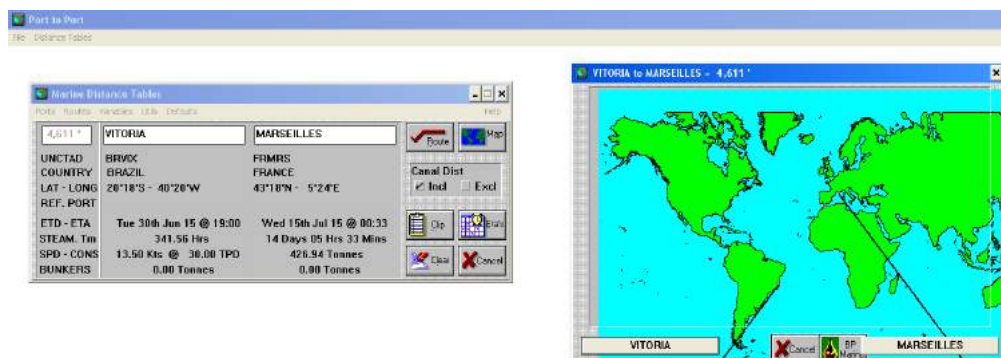 Port to Port
File Distance Tables
Marine Distance Tables
Ports Routes Variables Utils Defaults Help
4,611 * VITORIA MARSEILLES Route Map
UNCTAD BRVIX FRMRS
COUNTRY BRAZIL FRANCE Canal Dist
LAT - LONG 20°18'S - 40°20'W 43°18'N - 5°24'E Incl Excl
REF. PORT
ETD - ETA Tue 30th Jun 15 @ 19:00 Wed 15th Jul 15 @ 00:33 Clip
STEAM. Tm 341.56 Hrs 14 Days 05 Hrs 33 Mins
SPD - CONS 13.50 Kts @ 30.00 TPD 426.94 Tonnes Clear Cancel
BUNKERS 0.00 Tonnes 0.00 Tonnes
VITORIA to MARSEILLES - 4,611 *
VITORIA Cancel BP Marine MARSEILLES